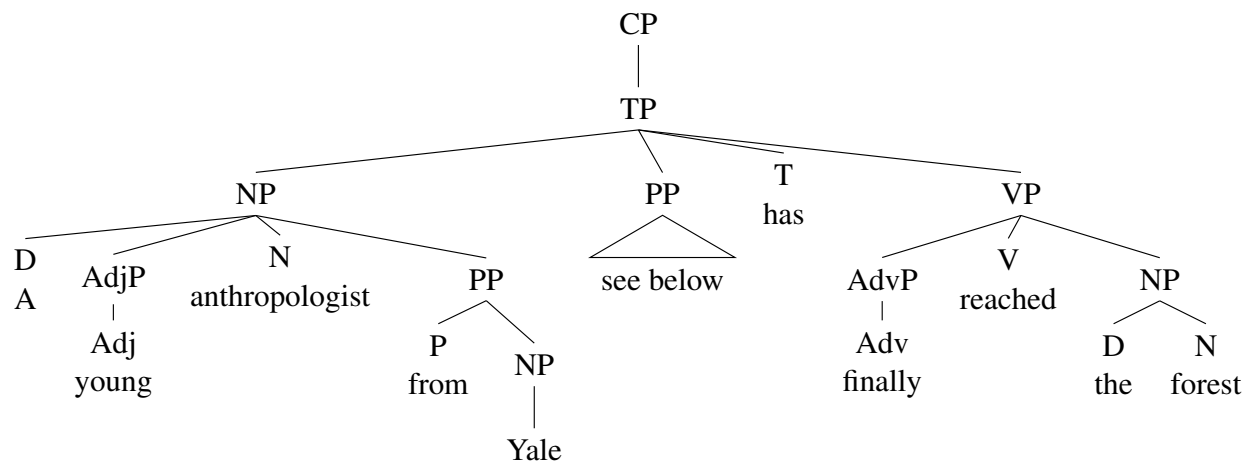 CP
TP
NP PP T VP
has
D AdjP N PP see below AdvP V NP
A anthropologist reached
Adj P NP Adv D N
young from finally the forest
Yale